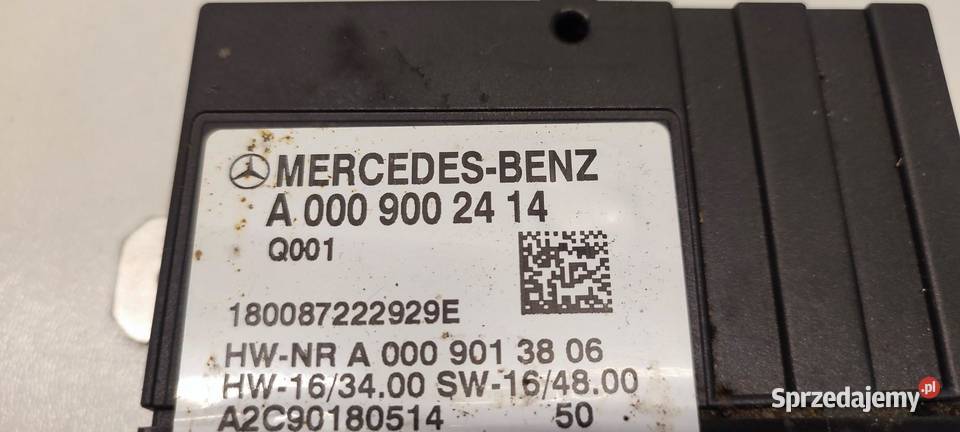 MERCEDES-BENZ
A 000 900 24 14
Q001
180087222929E
HW-NR A 000 901 38 06
HW-16/34.00 SW-16/48.00
A2C90180514 50
Sprzedajemy.pl